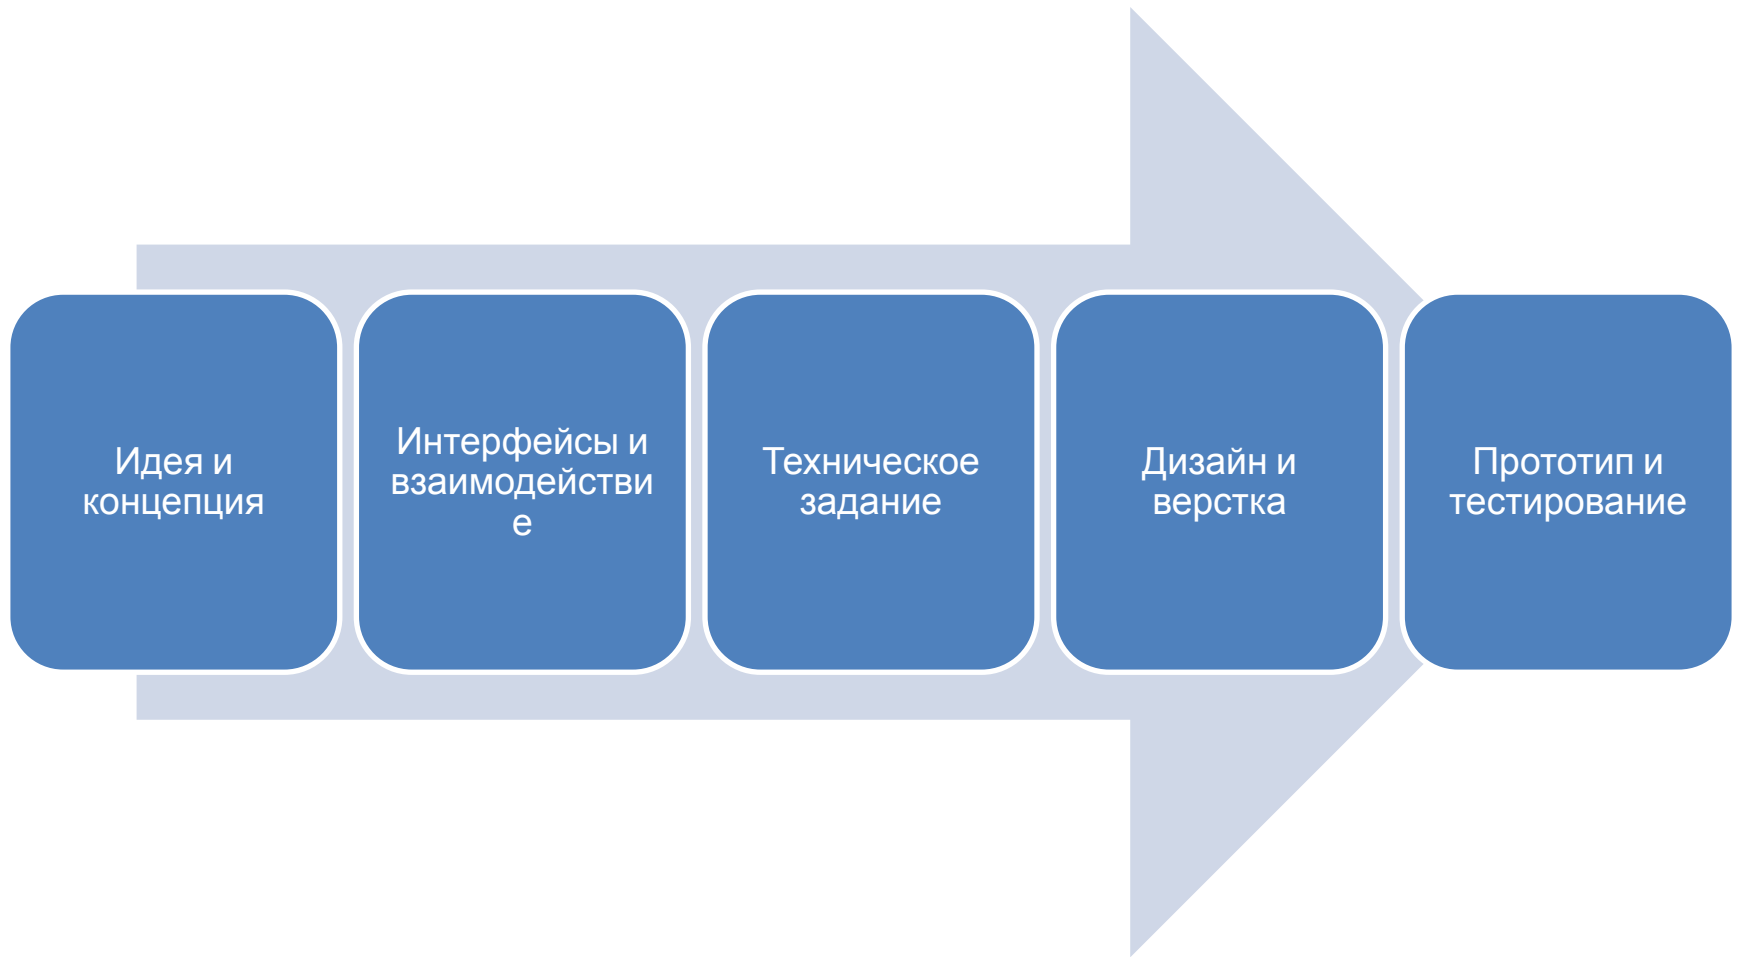 Идея и
концепция
Интерфейсы и
взаимодействи
е
Техническое
задание
Дизайн и
верстка
Прототип и
тестирование